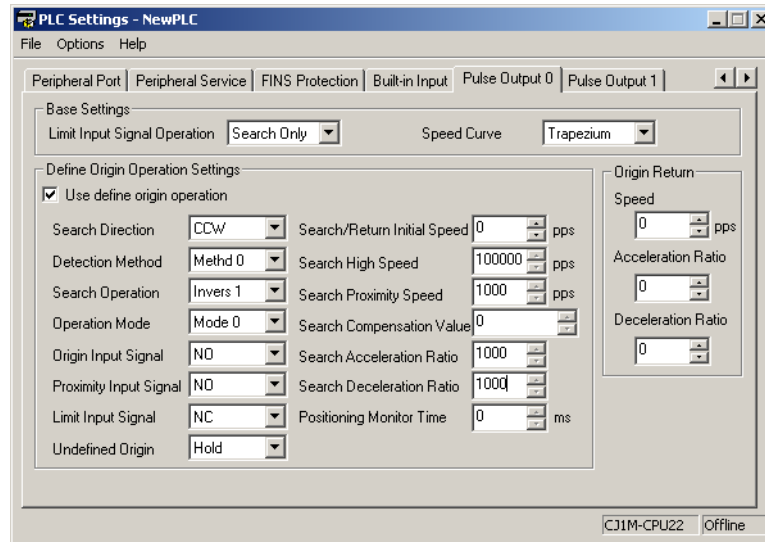 PLC Settings - NewPLC
File Options Help
Peripheral Port Peripheral Service FINS Protection Built-in Input Pulse Output 0 Pulse Output 1
Base Settings
Limit Input Signal Operation Search Only Speed Curve Trapezium
Define Origin Operation Settings
Use define origin operation
Search Direction CCW Search/Return Initial Speed 0 pps
Detection Method Methd 0 Search High Speed 100000 pps
Search Operation Invers 1 Search Proximity Speed 1000 pps
Operation Mode Mode 0 Search Compensation Value 0
Origin Input Signal NO Search Acceleration Ratio 1000
Proximity Input Signal NO Search Deceleration Ratio 1000
Limit Input Signal NC Positioning Monitor Time 0 ms
Undefined Origin Hold
Origin Return
Speed
0 pps
Acceleration Ratio
0
Deceleration Ratio
0
CJ1M-CPU22 Offline